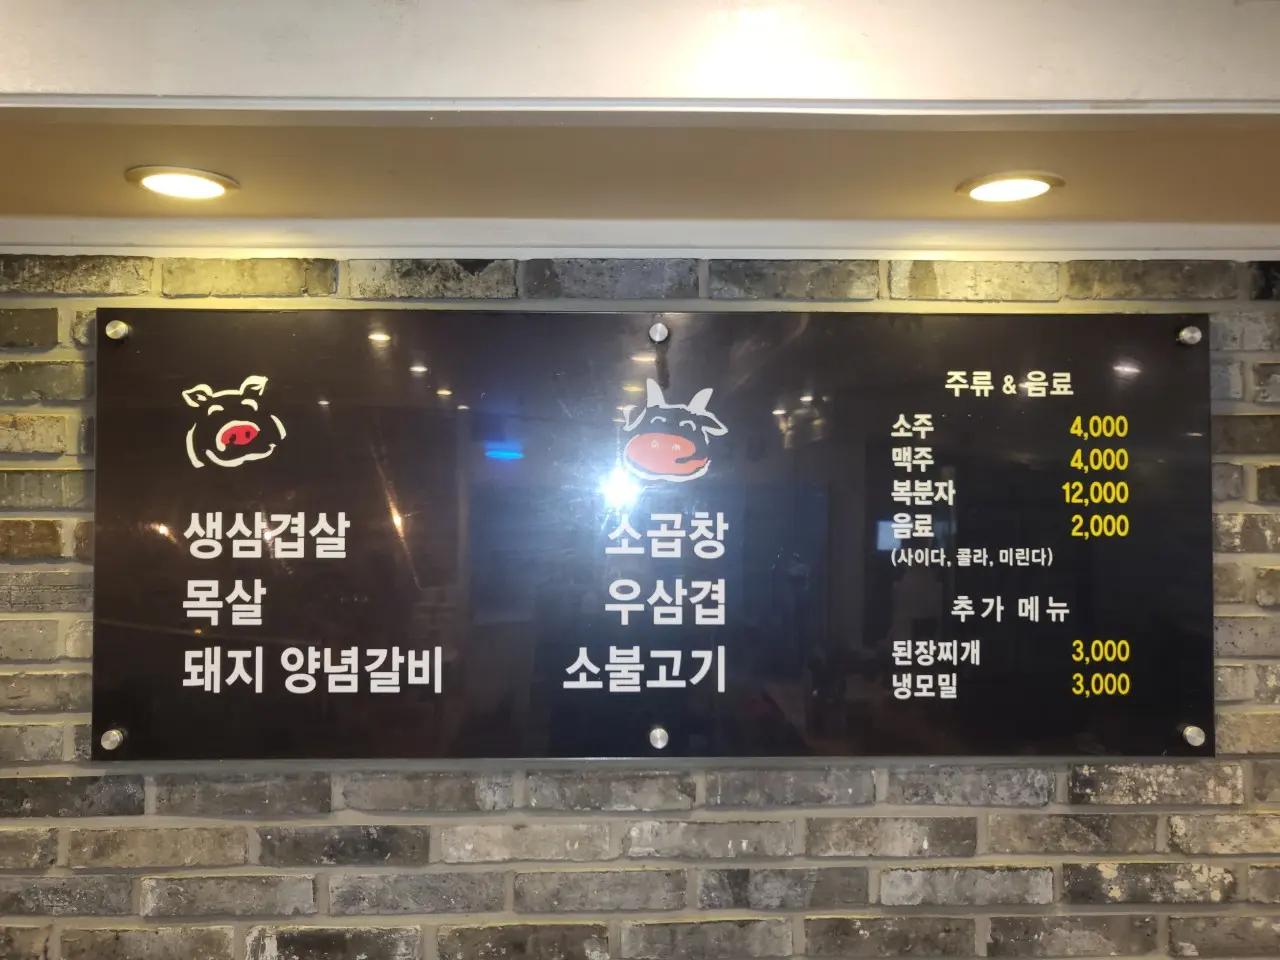 생삼겹살
목살
돼지 양념갈비
소곱창
우삼겹
소불고기
주류 & 음료
소주 4,000
맥주 4,000
복분자 12,000
음료 2,000
(사이다, 콜라, 미린다)
추가 메뉴
된장찌개 3,000
냉모밀 3,000